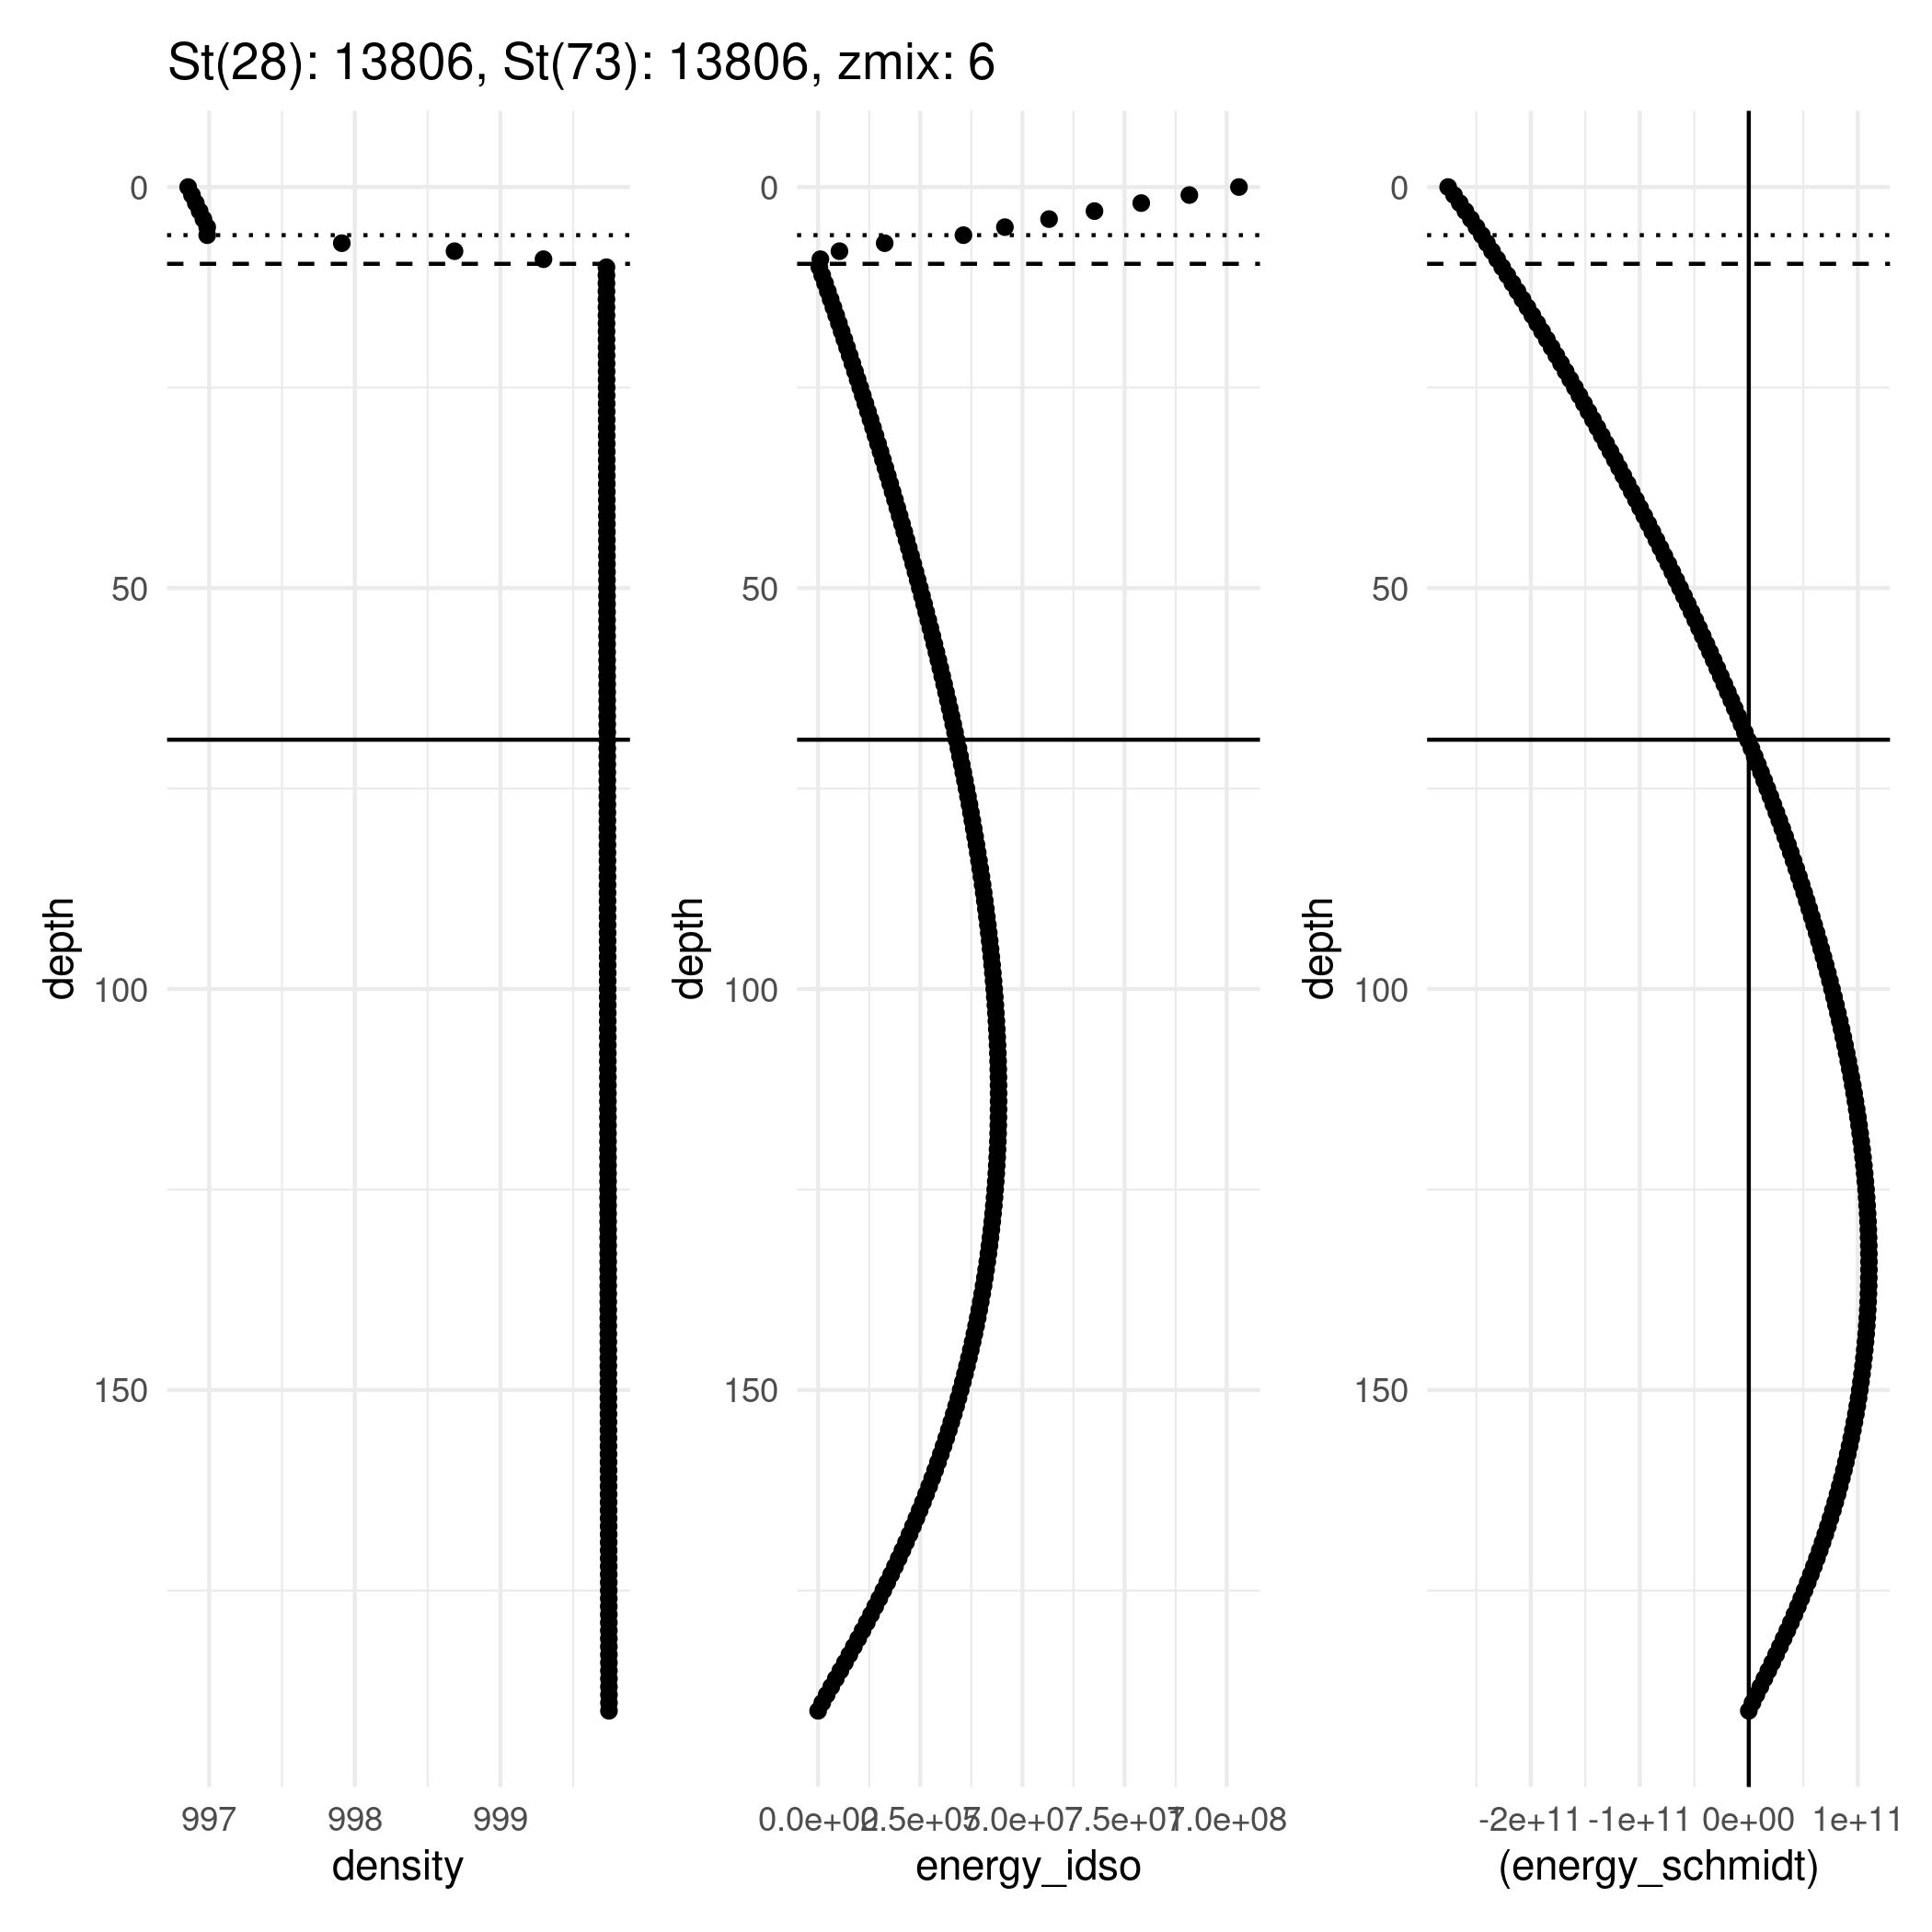 St(28): 13806, St(73): 13806, zmix: 6
depth
0
50
100
150
997 998 999
density
depth
0
50
100
150
0.0e+00 2.5e+07 5.0e+07 7.5e+07 1.0e+08
energy_idso
depth
0
50
100
150
-2e+11 -1e+11 0e+00 1e+11
(energy_schmidt)